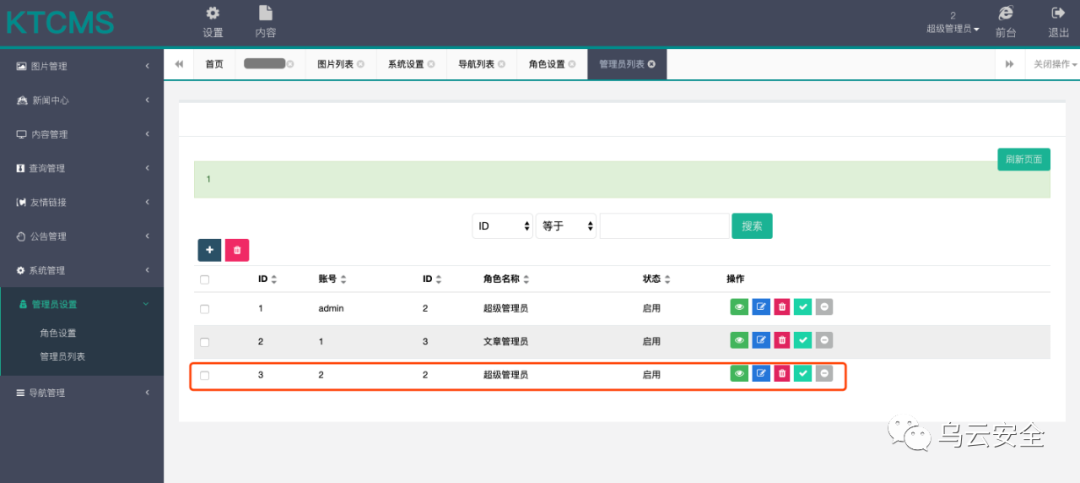 KTCMS
设置
内容
2
超级管理员
前台
退出
图片管理
新闻中心
内容管理
查询管理
友情链接
公告管理
系统管理
管理员设置
角色设置
管理员列表
导航管理
首页 图片列表 系统设置 导航列表 角色设置 管理员列表 关闭操作
刷新页面
1
ID 等于 搜索
ID 账号 ID 角色名称 状态 操作
1 admin 2 超级管理员 启用
2 1 3 文章管理员 启用
3 2 2 超级管理员 启用
乌云安全